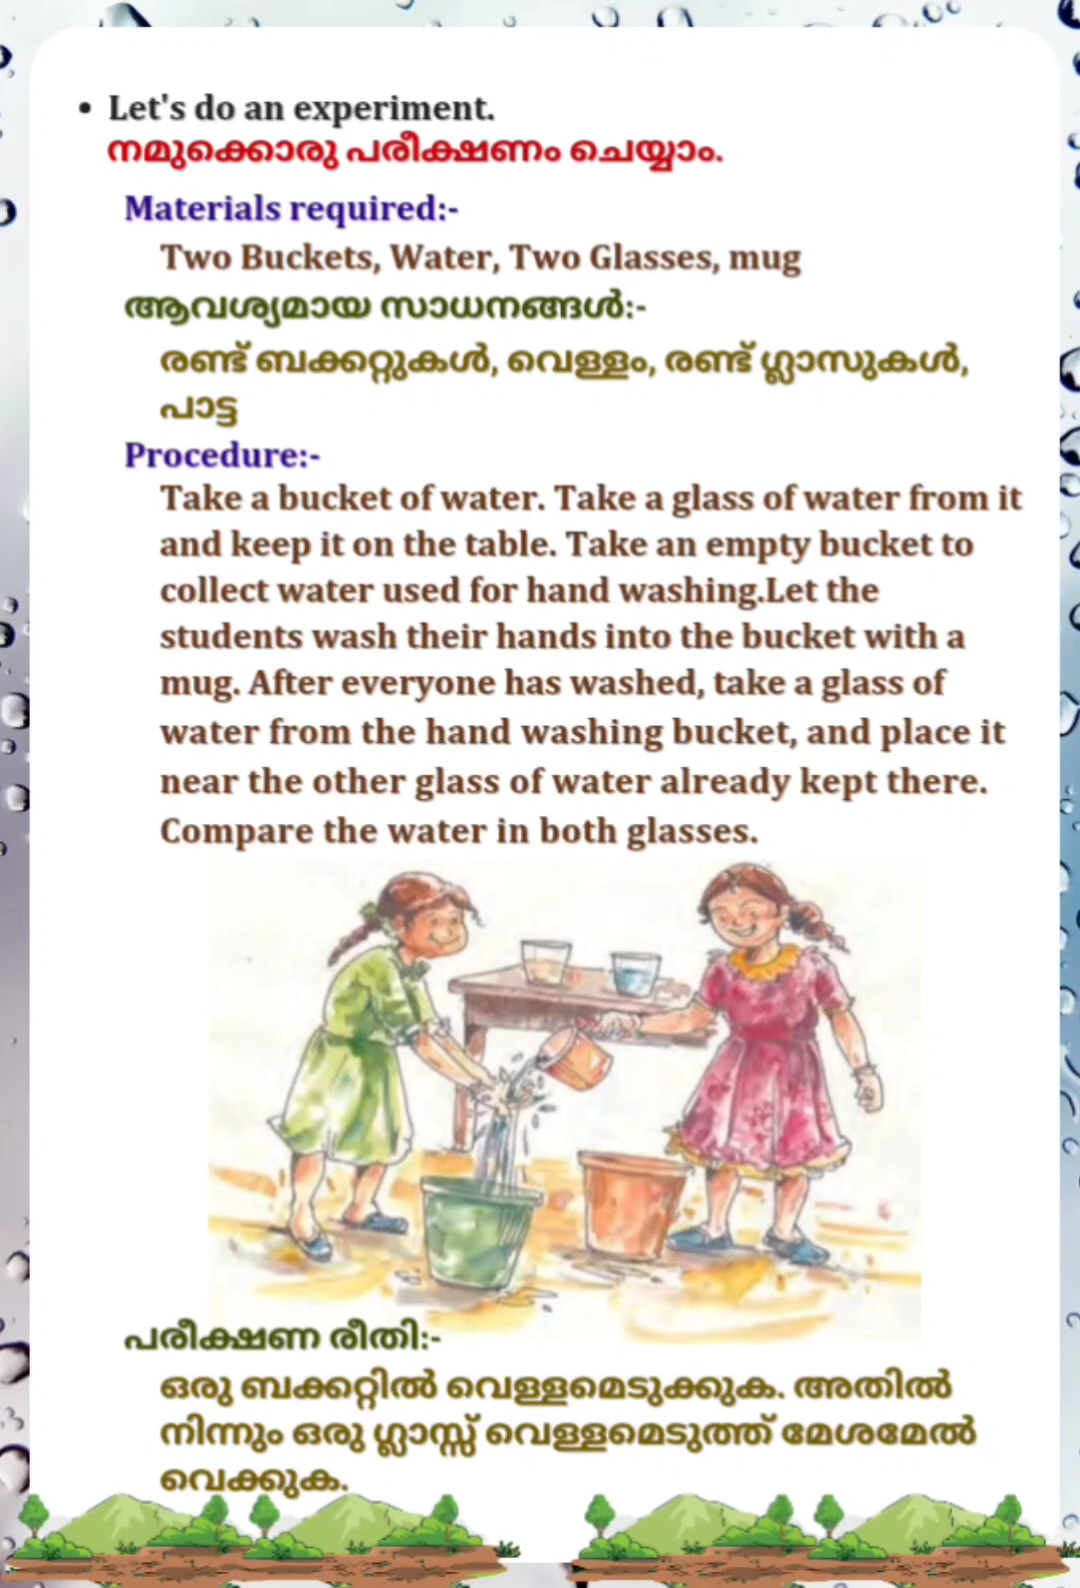 • Let's do an experiment.
നമുക്കൊരു പരീക്ഷണം ചെയ്യാം.
Materials required:-
Two Buckets, Water, Two Glasses, mug
ആവശ്യമായ സാധനങ്ങൾ:-
രണ്ട് ബക്കറ്റുകൾ, വെള്ളം, രണ്ട് ഗ്ലാസുകൾ,
പാട്ട
Procedure:-
Take a bucket of water. Take a glass of water from it
and keep it on the table. Take an empty bucket to
collect water used for hand washing.Let the
students wash their hands into the bucket with a
mug. After everyone has washed, take a glass of
water from the hand washing bucket, and place it
near the other glass of water already kept there.
Compare the water in both glasses.
പരീക്ഷണ രീതി:-
ഒരു ബക്കറ്റിൽ വെള്ളമെടുക്കുക. അതിൽ
നിന്നും ഒരു ഗ്ലാസ്സ് വെള്ളമെടുത്ത് മേശമേൽ
വെക്കുക.